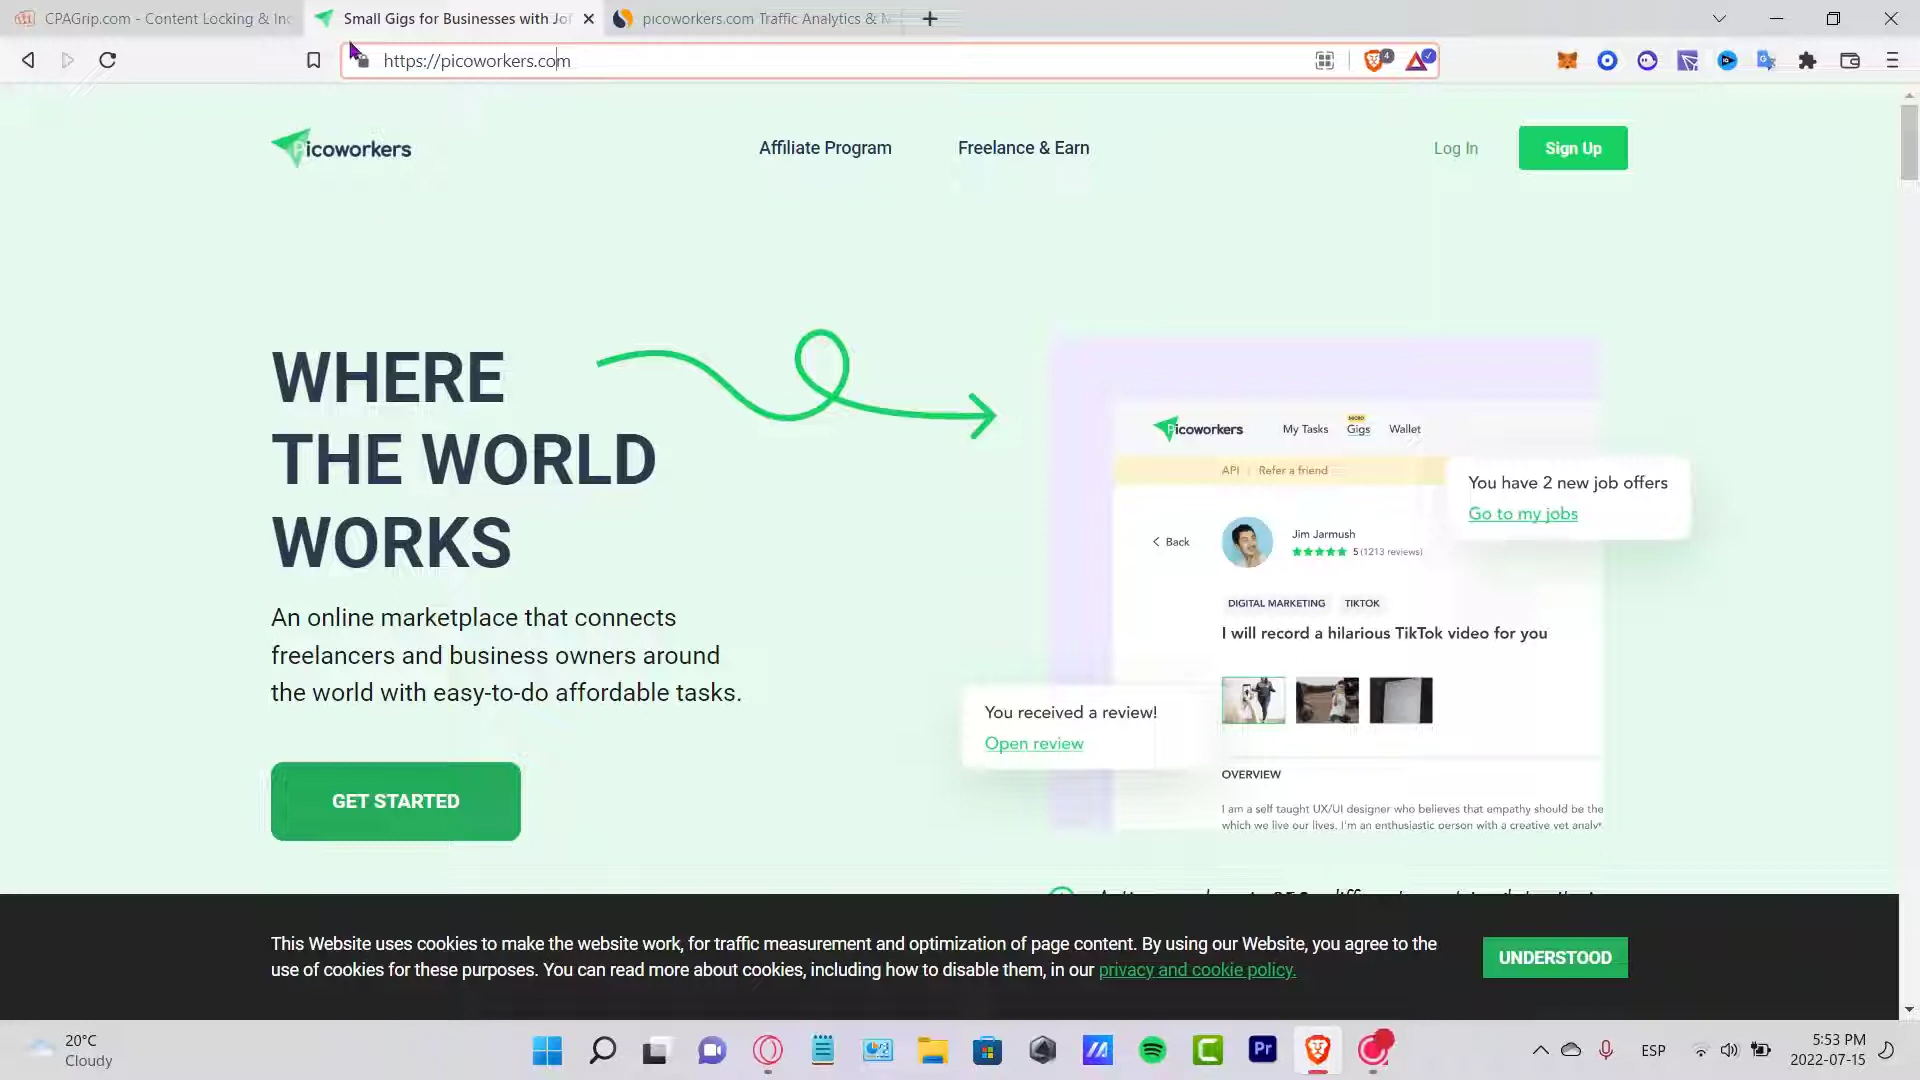 CPAGrip.com - Content Locking & Inc
Small Gigs for Businesses with Jo
picoworkers.com Traffic Analytics &
https://picoworkers.com
4
Picoworkers
Affiliate Program
Freelance & Earn
Log In
Sign Up
WHERE
THE WORLD
WORKS
An online marketplace that connects
freelancers and business owners around
the world with easy-to-do affordable tasks.
GET STARTED
Picoworkers
My Tasks
MICRO
Gigs
Wallet
API
Refer a friend
You have 2 new job offers
Go to my jobs
Back
Jim Jarmush
5 (1213 reviews)
DIGITAL MARKETING
TIKTOK
I will record a hilarious TikTok video for you
You received a review!
Open review
OVERVIEW
I am a self taught UX/UI designer who believes that empathy should be the
which we live our lives. I'm an enthusiastic person with a creative yet
This Website uses cookies to make the website work, for traffic measurement and optimization of page content. By using our Website, you agree to the
use of cookies for these purposes. You can read more about cookies, including how to disable them, in our privacy and cookie policy.
UNDERSTOOD
20°C
Cloudy
Pr
ESP
5:53 PM
2022-07-15